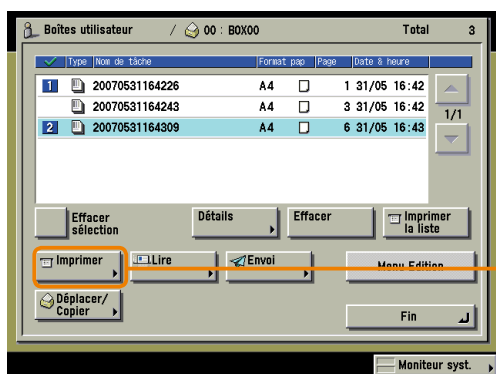 Boîtes utilisateur / 00 : BOX00 Total 3
Type Nom de tâche Format pap Page Date & heure
1 20070531164226 A4 1 31/05 16:42
20070531164243 A4 3 31/05 16:42
2 20070531164309 A4 6 31/05 16:43
1/1
Effacer sélection
Détails
Effacer
Imprimer la liste
Imprimer
Lire
Envoi
Menu Edition
Déplacer/
Copier
Fin
Moniteur syst.